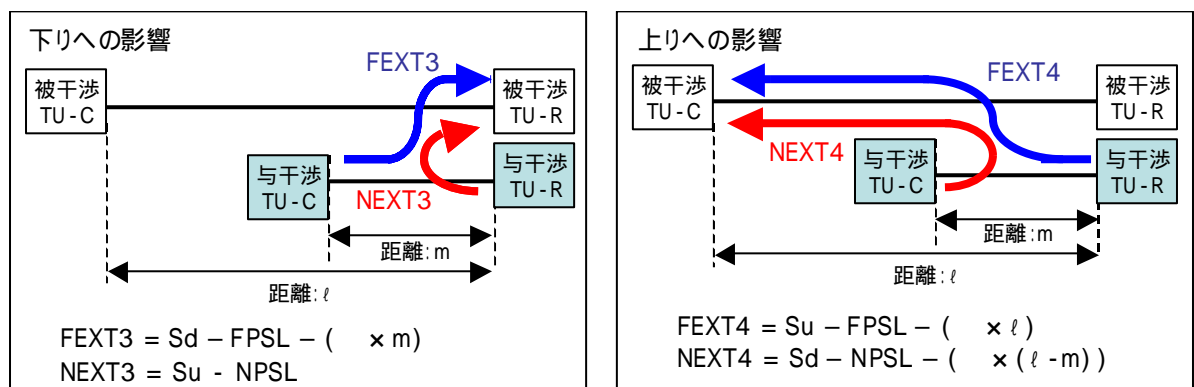 下りへの影響
FEXT3
被干渉
TU-C
被干渉
TU-R
与干渉
TU-C
NEXT3
与干渉
TU-R
距離:m
距離:ℓ
FEXT3 = Sd – FPSL – ( × m)
NEXT3 = Su - NPSL
上りへの影響
FEXT4
被干渉
TU-C
被干渉
TU-R
NEXT4
与干渉
TU-C
与干渉
TU-R
距離:m
距離:ℓ
FEXT4 = Su – FPSL – ( × ℓ)
NEXT4 = Sd – NPSL – ( × (ℓ -m))